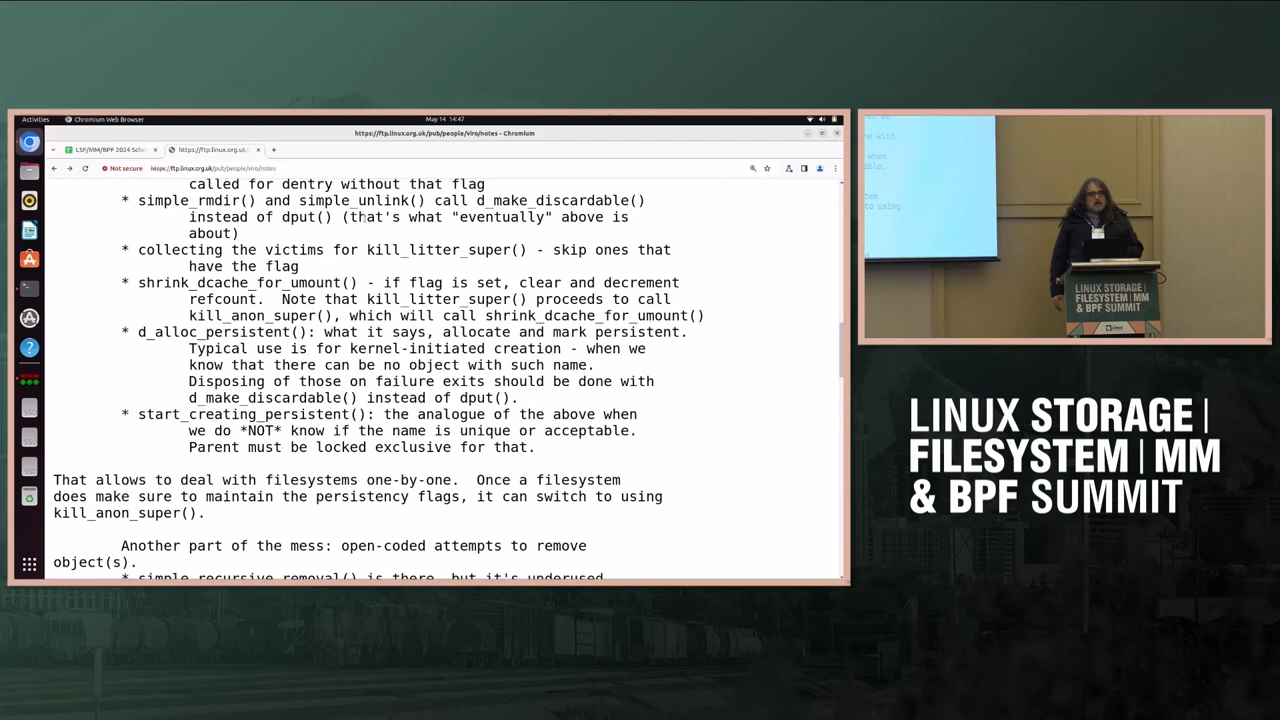 Activities
Chromium Web Browser
May 14 14:47
https://ftp.linux.org.uk/pub/people/viro/notes - Chromium
LSF/MM/BPF 2024 Sche
https://ftp.linux.org.uk/
Not secure
https://ftp.linux.org.uk/pub/people/viro/notes
called for dentry without that flag
* simple_rmdir() and simple_unlink() call d_make_discardable()
instead of dput() (that's what "eventually" above is
about)
* collecting the victims for kill_litter_super() - skip ones that
have the flag
* shrink_dcache_for_umount() - if flag is set, clear and decrement
refcount. Note that kill_litter_super() proceeds to call
kill_anon_super(), which will call shrink_dcache_for_umount()
* d_alloc_persistent(): what it says, allocate and mark persistent.
Typical use is for kernel-initiated creation - when we
know that there can be no object with such name.
Disposing of those on failure exits should be done with
d_make_discardable() instead of dput().
* start_creating_persistent(): the analogue of the above when
we do *NOT* know if the name is unique or acceptable.
Parent must be locked exclusive for that.
That allows to deal with filesystems one-by-one. Once a filesystem
does make sure to maintain the persistency flags, it can switch to using
kill_anon_super().
Another part of the mess: open-coded attempts to remove
object(s).
* simple_recursive_removal() is there, but it's underused
LINUX STORAGE |
FILESYSTEM | MM
& BPF SUMMIT
LINUX STORAGE |
FILESYSTEM | MM
& BPF SUMMIT